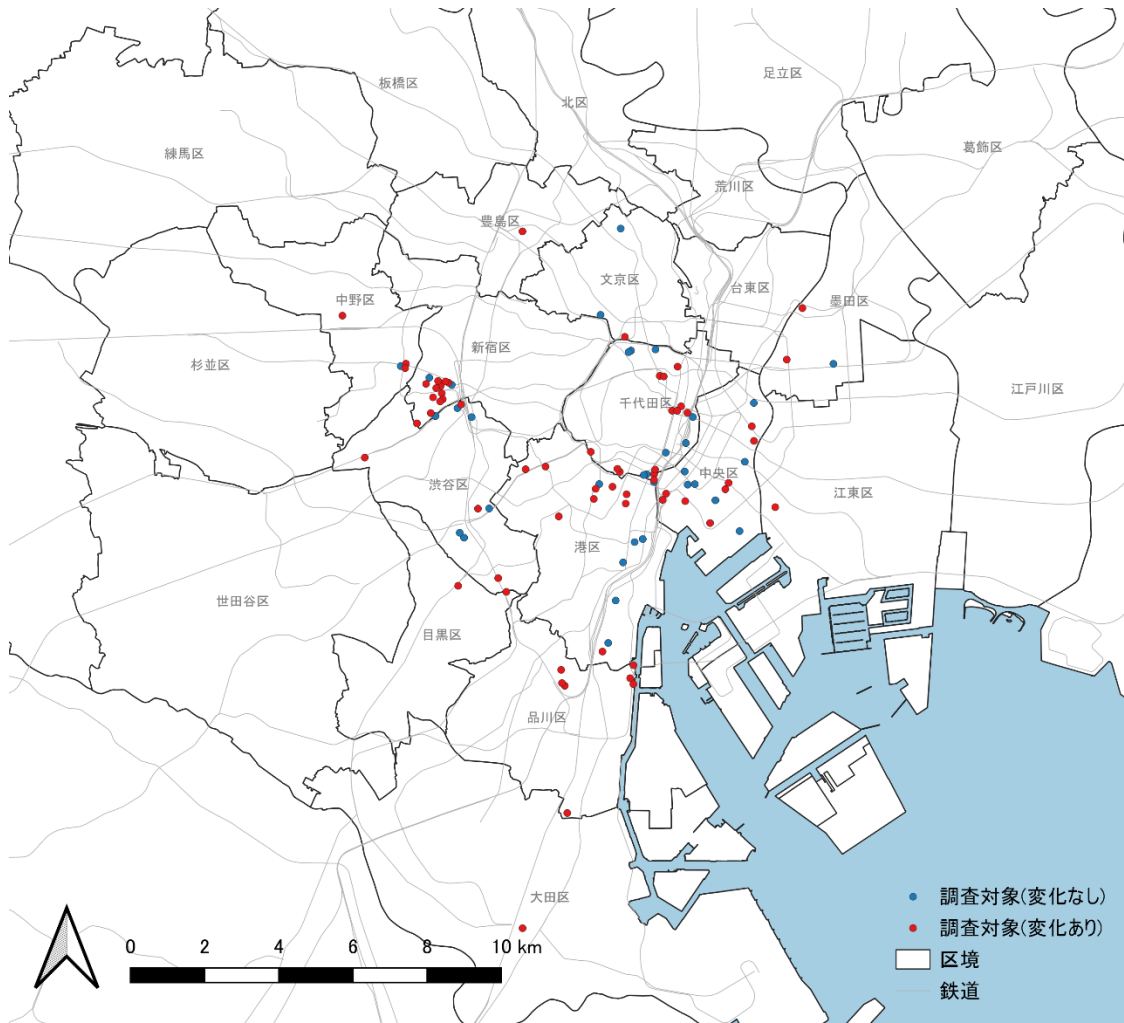 足立区
板橋区
北区
葛飾区
練馬区
荒川区
豊島区
文京区
台東区
中野区
墨田区
新宿区
杉並区
江戸川区
千代田区
中央区
渋谷区
江東区
港区
世田谷区
目黒区
品川区
大田区
調査対象(変化なし)
調査対象(変化あり)
区境
鉄道
0 2 4 6 8 10 km